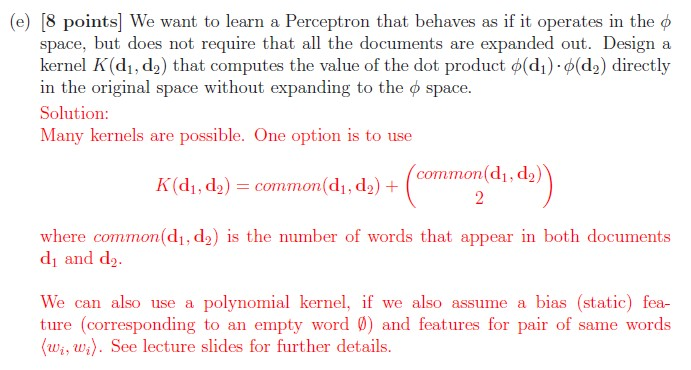 (e) [8 points] We want to learn a Perceptron that behaves as if it operates in the ϕ
space, but does not require that all the documents are expanded out. Design a
kernel K(d₁, d₂) that computes the value of the dot product ϕ(d₁) · ϕ(d₂) directly
in the original space without expanding to the ϕ space.
Solution:
Many kernels are possible. One option is to use
K(d₁, d₂) = common(d₁, d₂) + (common(d₁, d₂)
2)
where common(d₁, d₂) is the number of words that appear in both documents
d₁ and d₂.
We can also use a polynomial kernel, if we also assume a bias (static) fea-
ture (corresponding to an empty word ∅) and features for pair of same words
⟨wᵢ, wᵢ⟩. See lecture slides for further details.